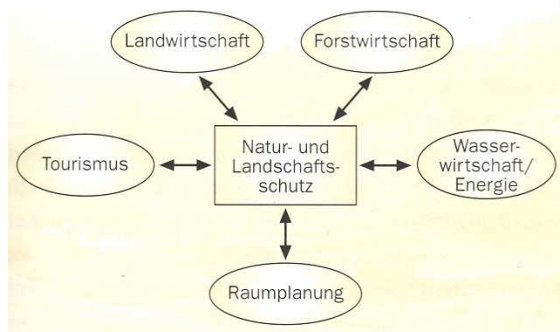 Landwirtschaft
Forstwirtschaft
Natur- und
Landschafts-
schutz
Tourismus
Wasser-
wirtschaft/
Energie
Raumplanung